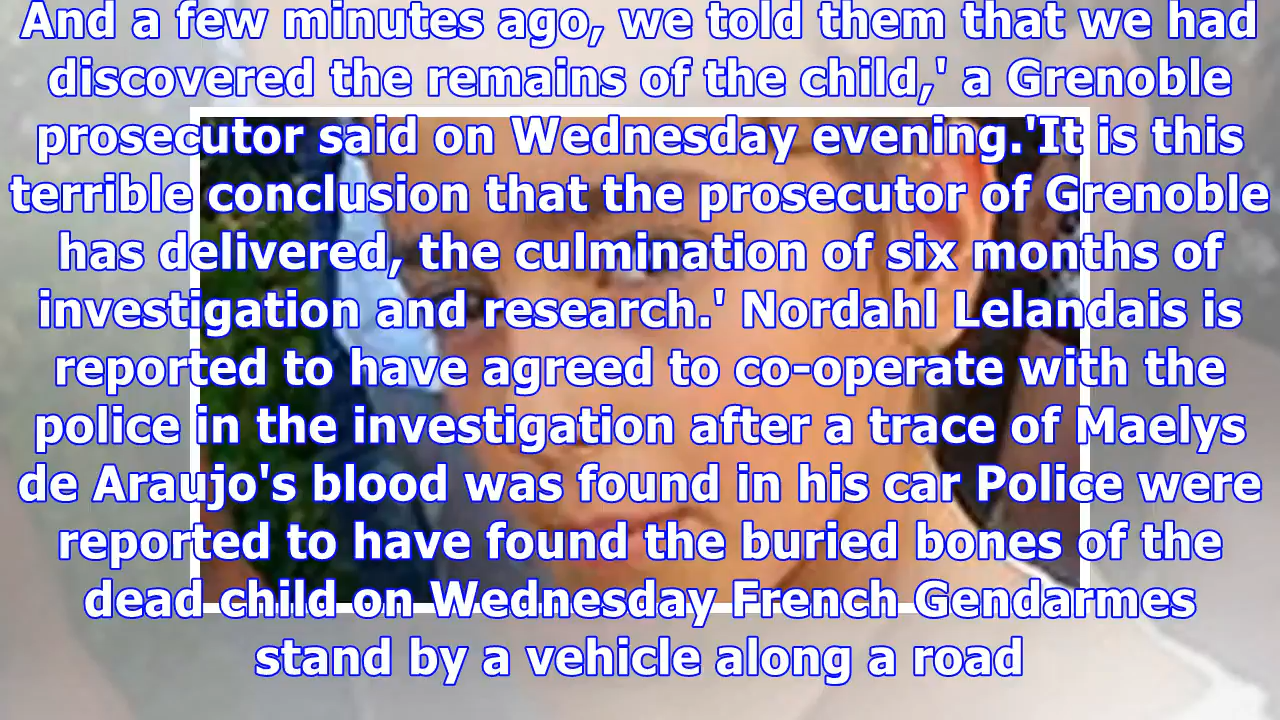 And a few minutes ago, we told them that we had
discovered the remains of the child,' a Grenoble
prosecutor said on Wednesday evening.'It is this
terrible conclusion that the prosecutor of Grenoble
has delivered, the culmination of six months of
investigation and research.' Nordahl Lelandais is
reported to have agreed to co-operate with the
police in the investigation after a trace of Maelys
de Araujo's blood was found in his car Police were
reported to have found the buried bones of the
dead child on Wednesday French Gendarmes
stand by a vehicle along a road